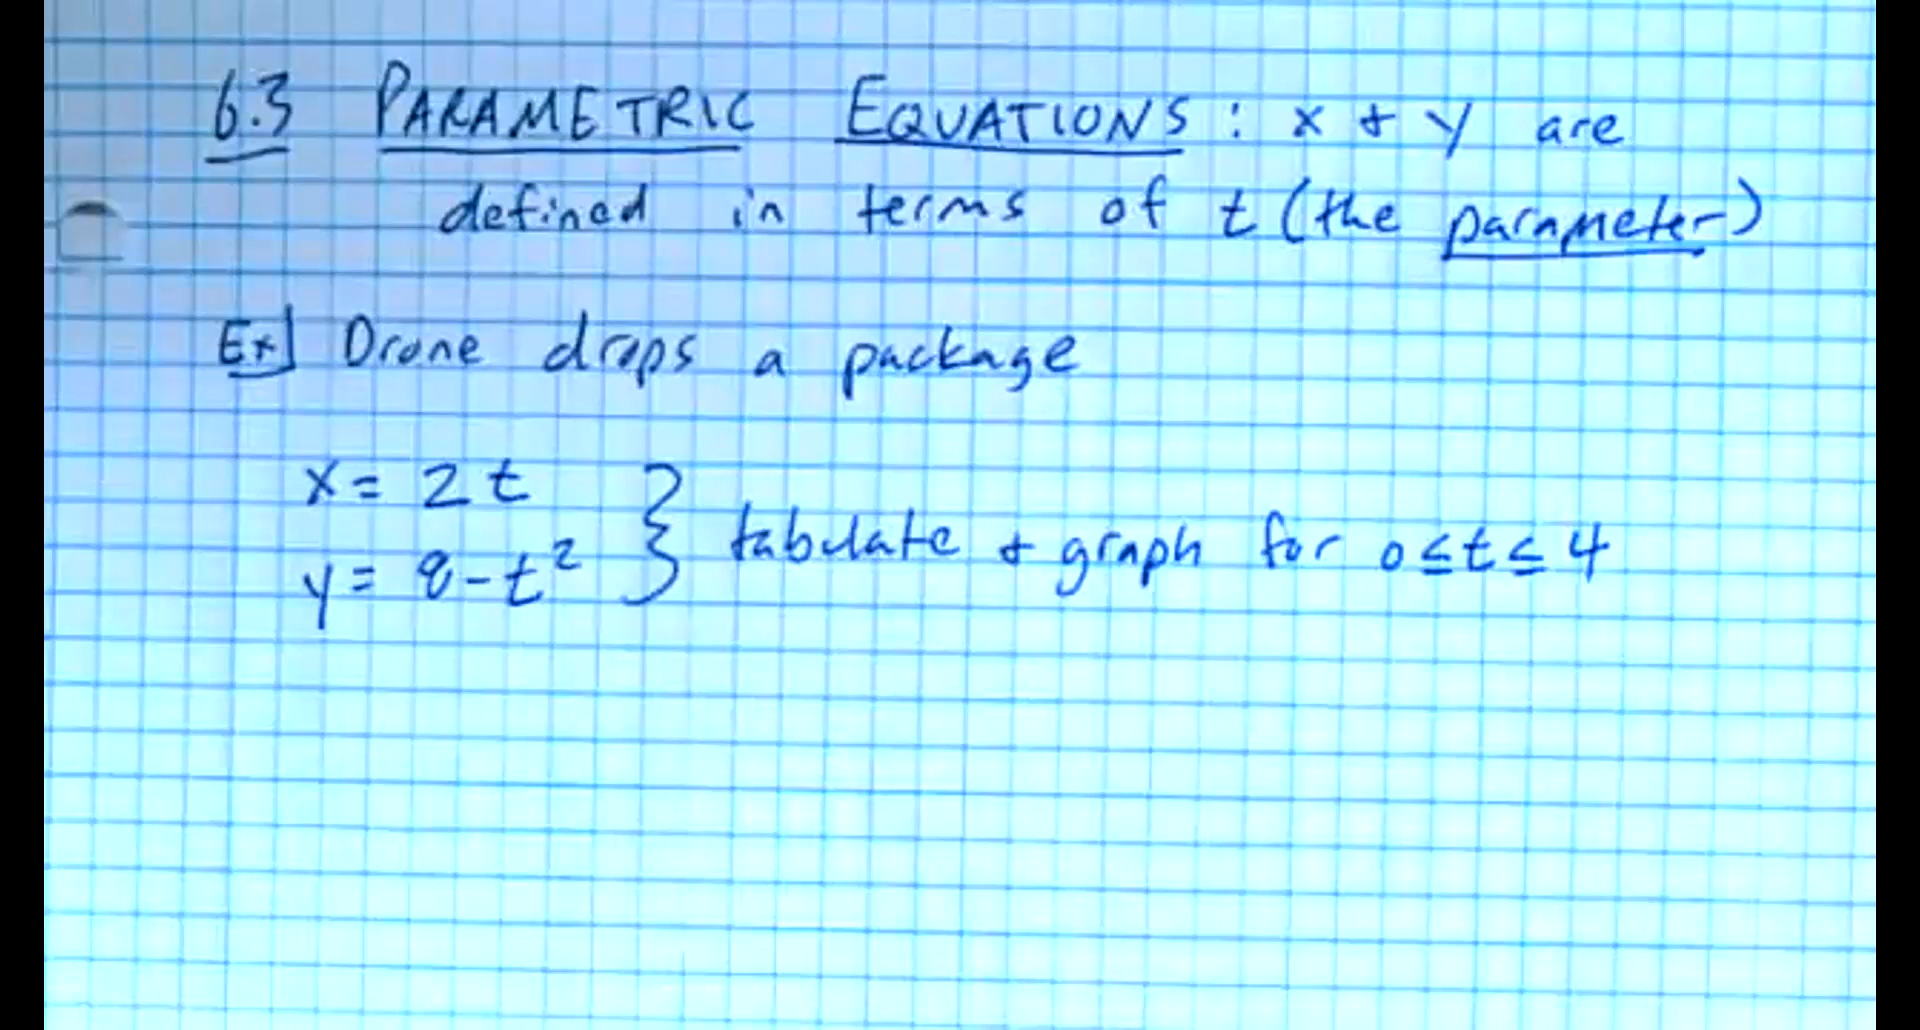 6.3 PARAMETRIC EQUATIONS: x & y are
defined in terms of t (the parameter)
Ex] Drone drops a package
x = 2t
y = 8 - t² } tabulate & graph for 0 ≤ t ≤ 4